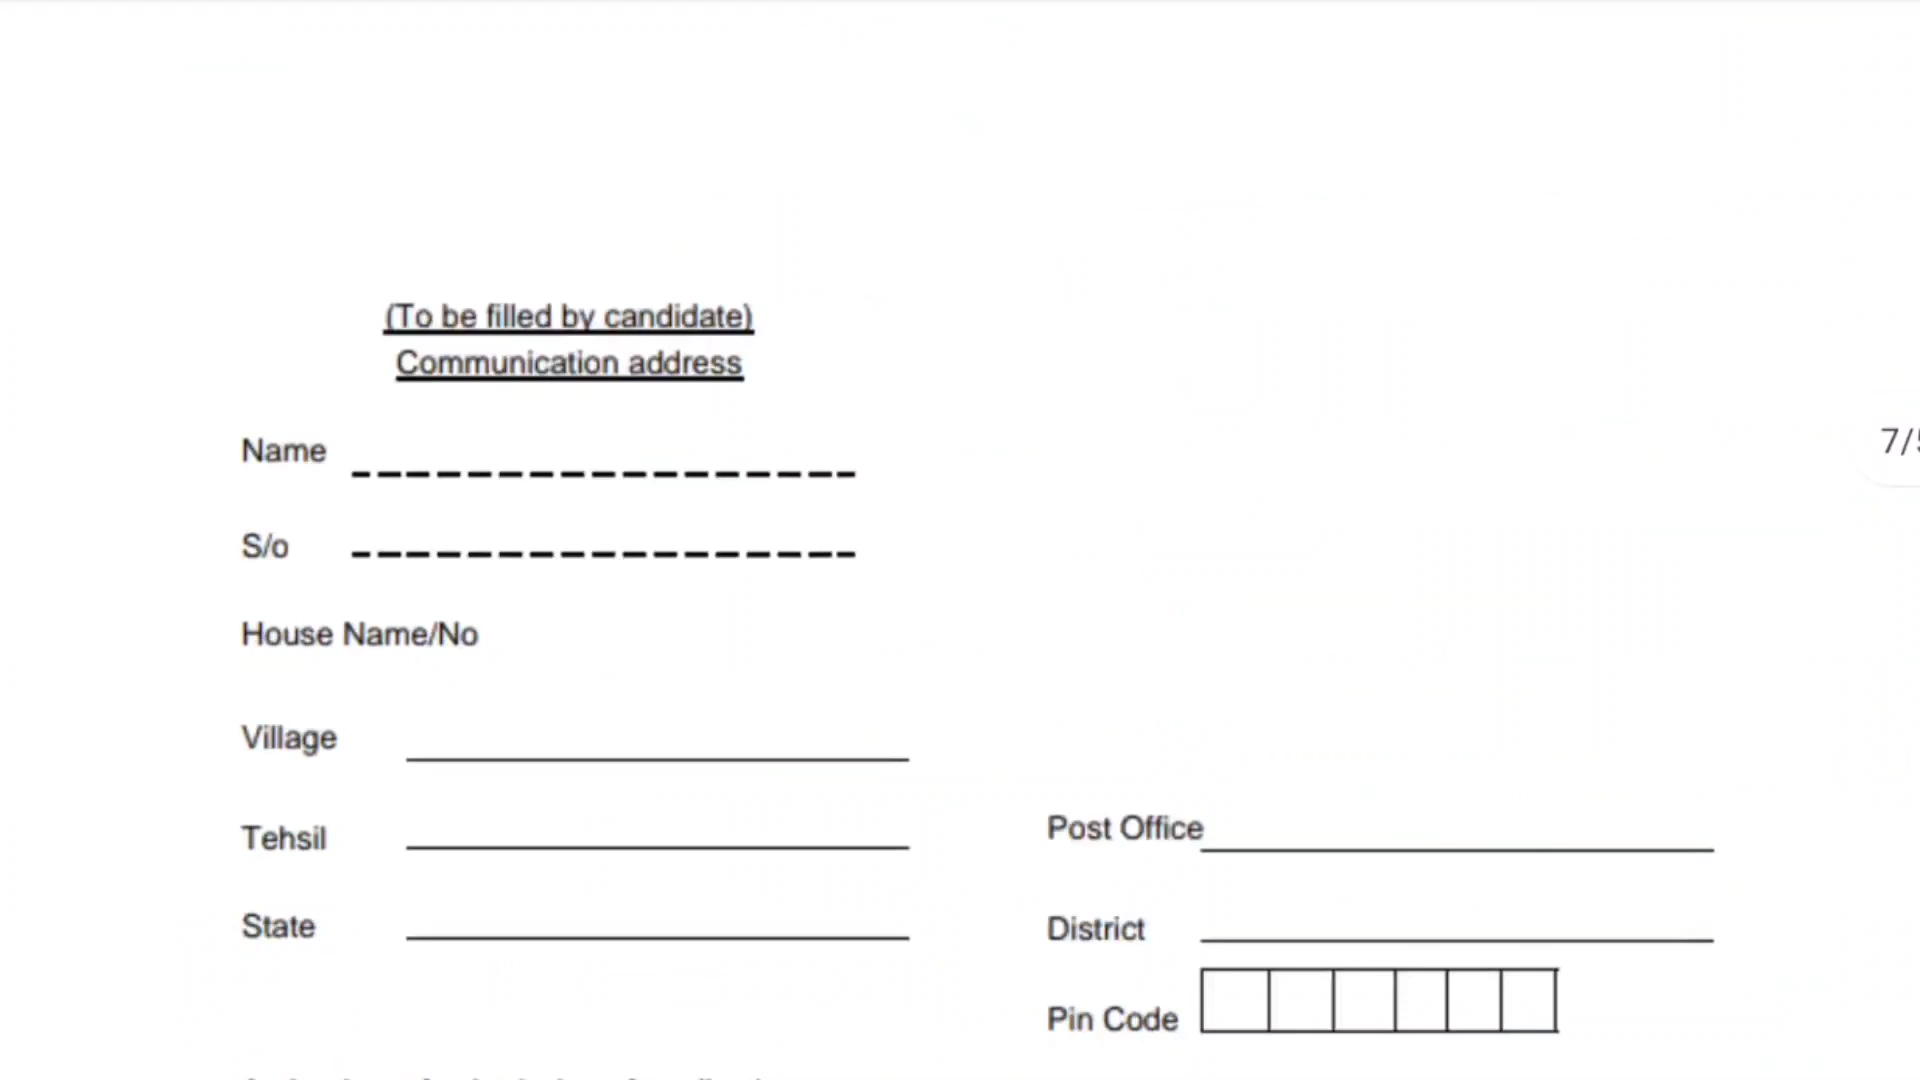 (To be filled by candidate)
Communication address
Name
S/o
House Name/No
Village
Tehsil
Post Office
State
District
Pin Code
7/5